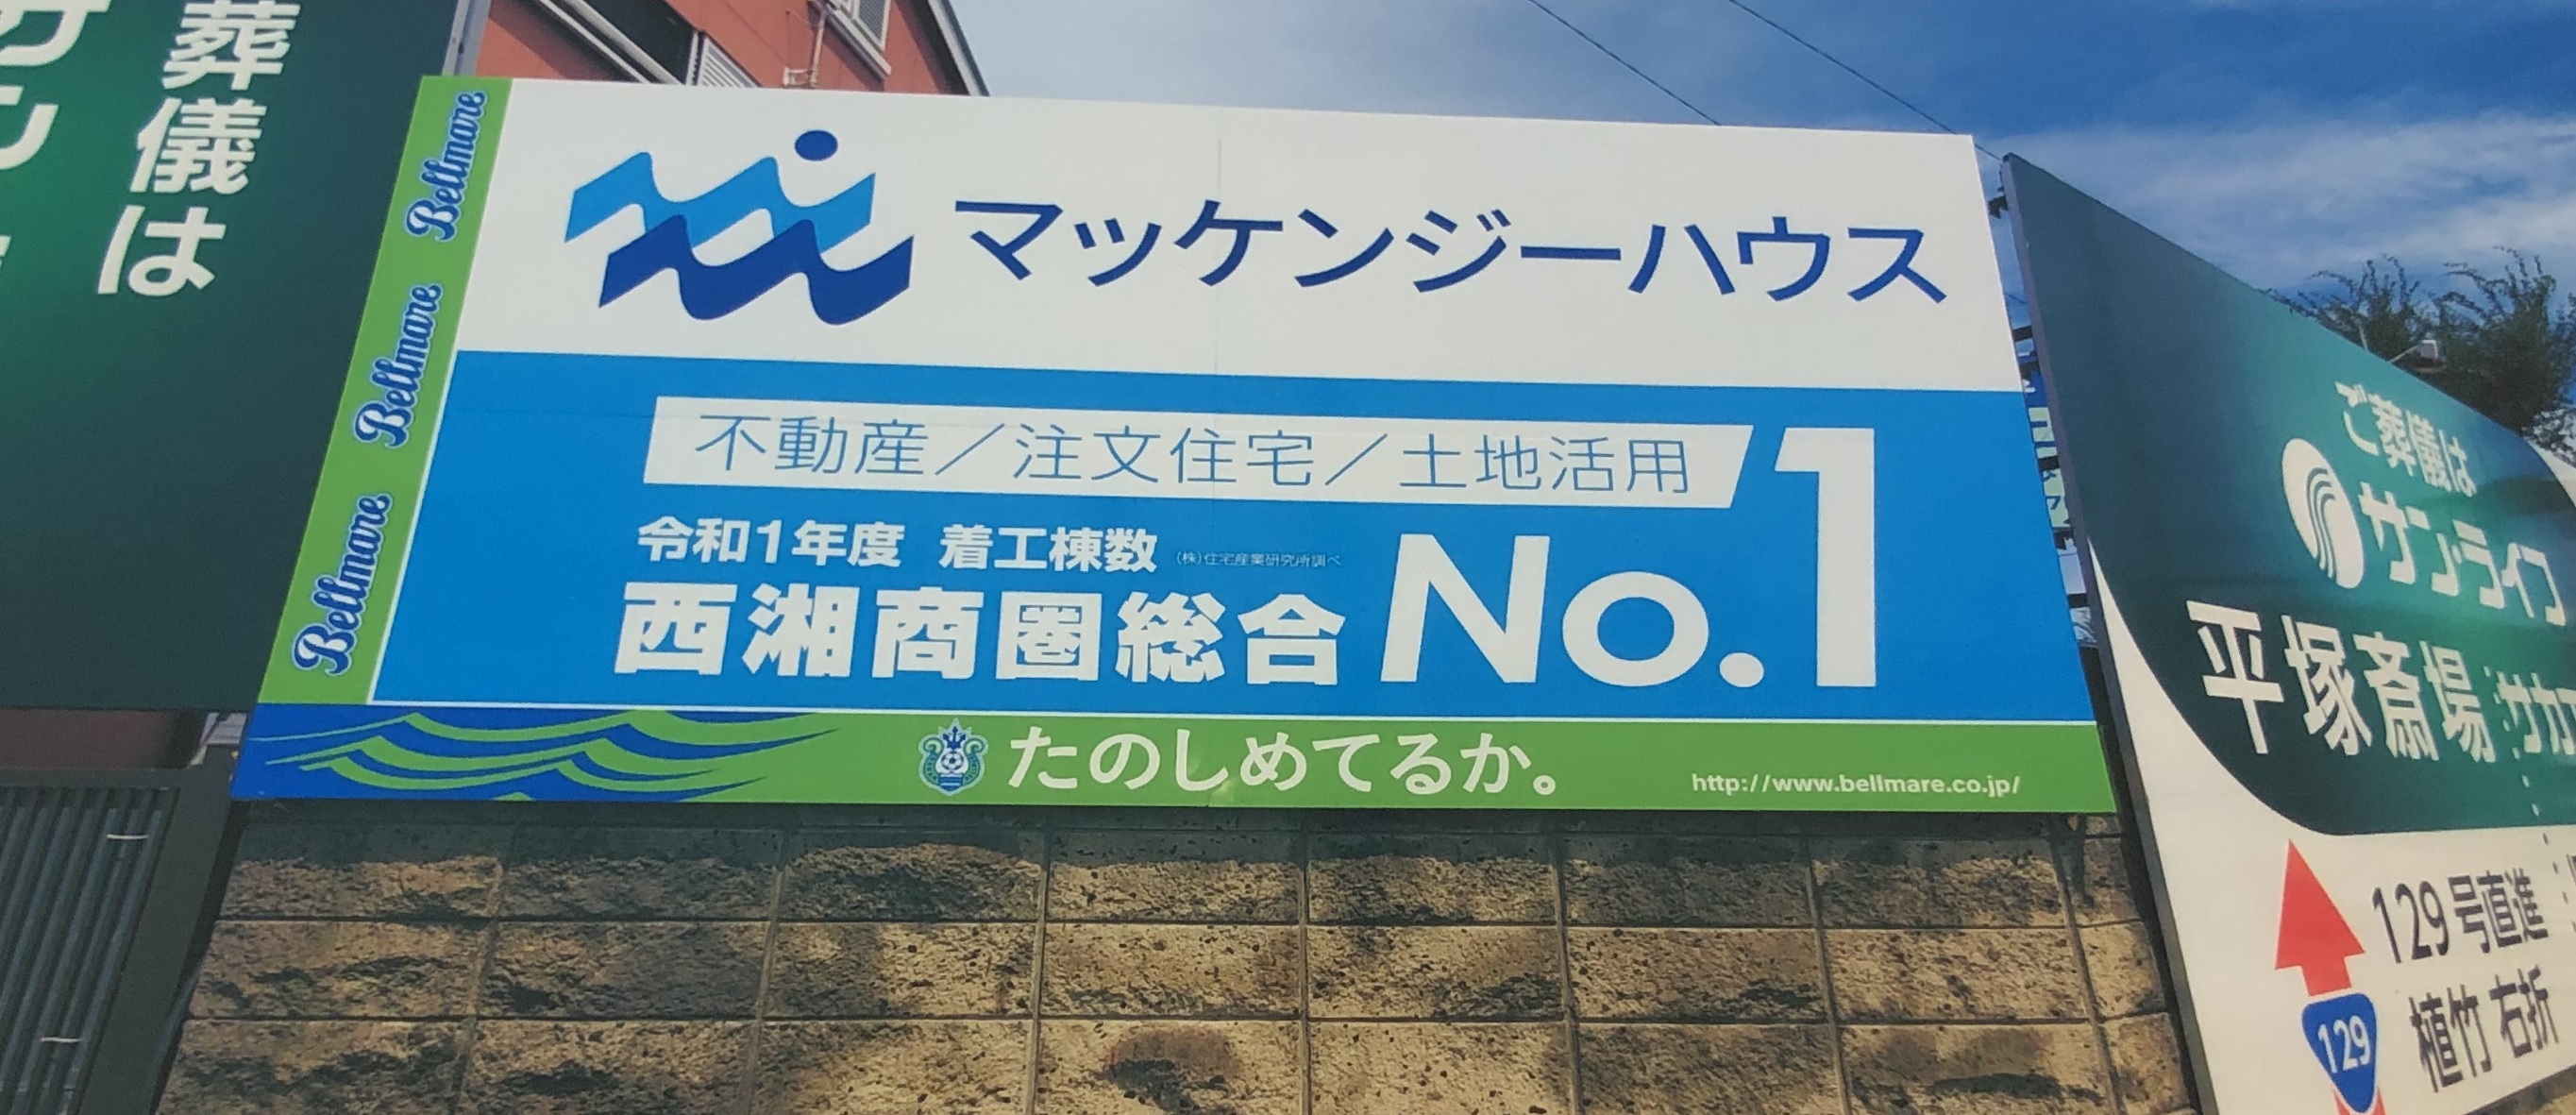 葬儀は
Bellmare
Bellmare
Bellmare
マッケンジーハウス
不動産／注文住宅／土地活用
令和1年度 着工棟数 (株)住宅産業研究所調べ
西湘商圏総合No.1
たのしめてるか。
http://www.bellmare.co.jp/
ご葬儀は
サン・ライフ
平塚斎場
129号直進
植竹 右折
129